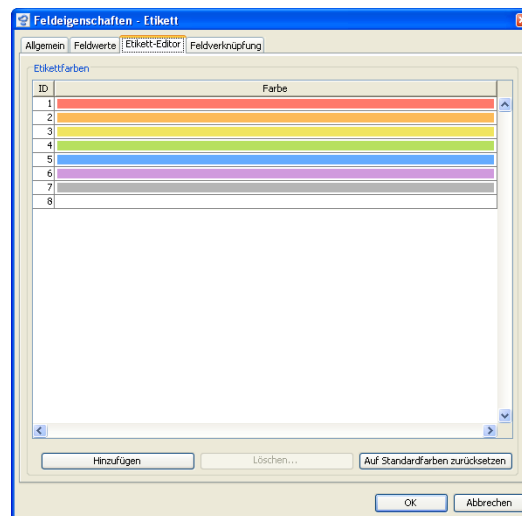 Feldeigenschaften - Etikett
Allgemein Feldwerte Etikett-Editor Feldverknüpfung
Etikettfarben
ID Farbe
1
2
3
4
5
6
7
8
Hinzufügen Löschen... Auf Standardfarben zurücksetzen
OK Abbrechen